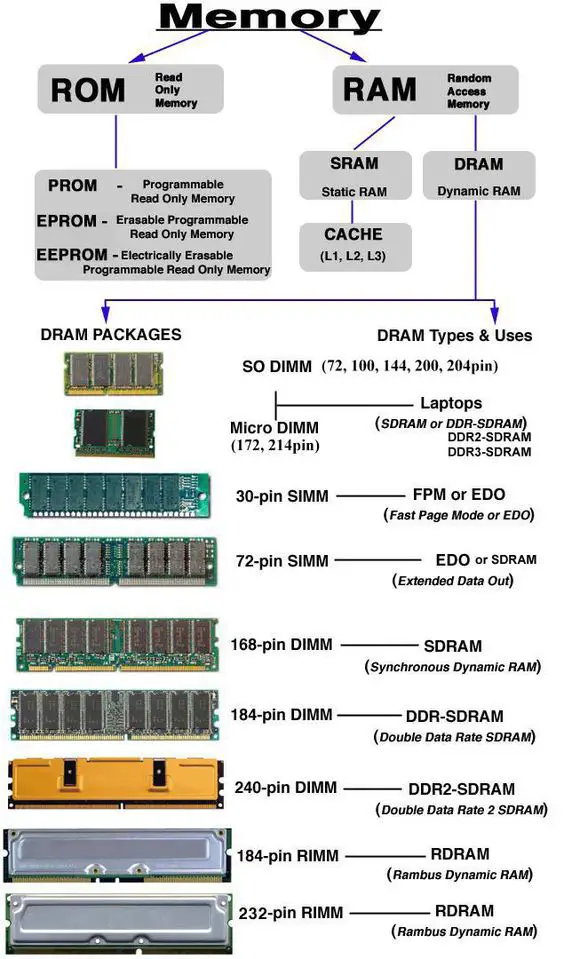 Memory
ROM
Read
Only
Memory
RAM
Random
Access
Memory
PROM - Programmable
Read Only Memory
EPROM - Erasable Programmable
Read Only Memory
EEPROM - Electrically Erasable
Programmable Read Only Memory
SRAM
Static RAM
DRAM
Dynamic RAM
CACHE
(L1, L2, L3)
DRAM PACKAGES
DRAM Types & Uses
SO DIMM (72, 100, 144, 200, 204pin)
Laptops
(SDRAM or DDR-SDRAM)
DDR2-SDRAM
DDR3-SDRAM
Micro DIMM
(172, 214pin)
30-pin SIMM
FPM or EDO
(Fast Page Mode or EDO)
72-pin SIMM
EDO or SDRAM
(Extended Data Out)
168-pin DIMM
SDRAM
(Synchronous Dynamic RAM)
184-pin DIMM
DDR-SDRAM
(Double Data Rate SDRAM)
240-pin DIMM
DDR2-SDRAM
(Double Data Rate 2 SDRAM)
184-pin RIMM
RDRAM
(Rambus Dynamic RAM)
232-pin RIMM
RDRAM
(Rambus Dynamic RAM)